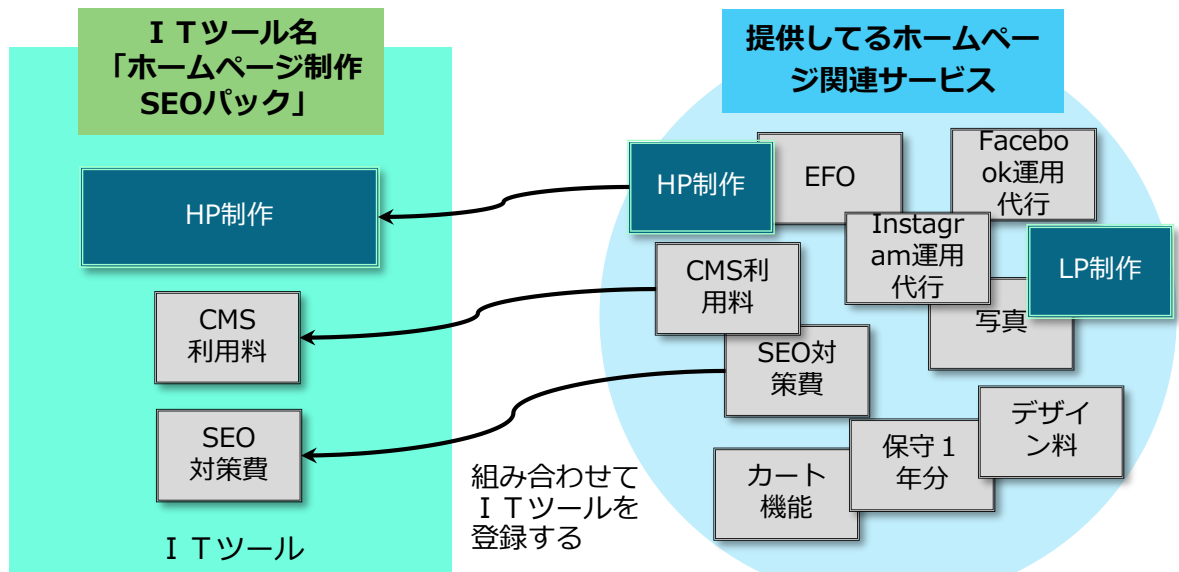 ＩＴツール名
「ホームページ制作
SEOパック」
HP制作
CMS
利用料
SEO
対策費
ＩＴツール
組み合わせて
ＩＴツールを
登録する
提供してるホームペー
ジ関連サービス
HP制作
EFO
Facebo
ok運用
代行
Instagr
am運用
代行
LP制作
CMS利
用料
写真
SEO対
策費
デザイ
ン料
保守１
年分
カート
機能